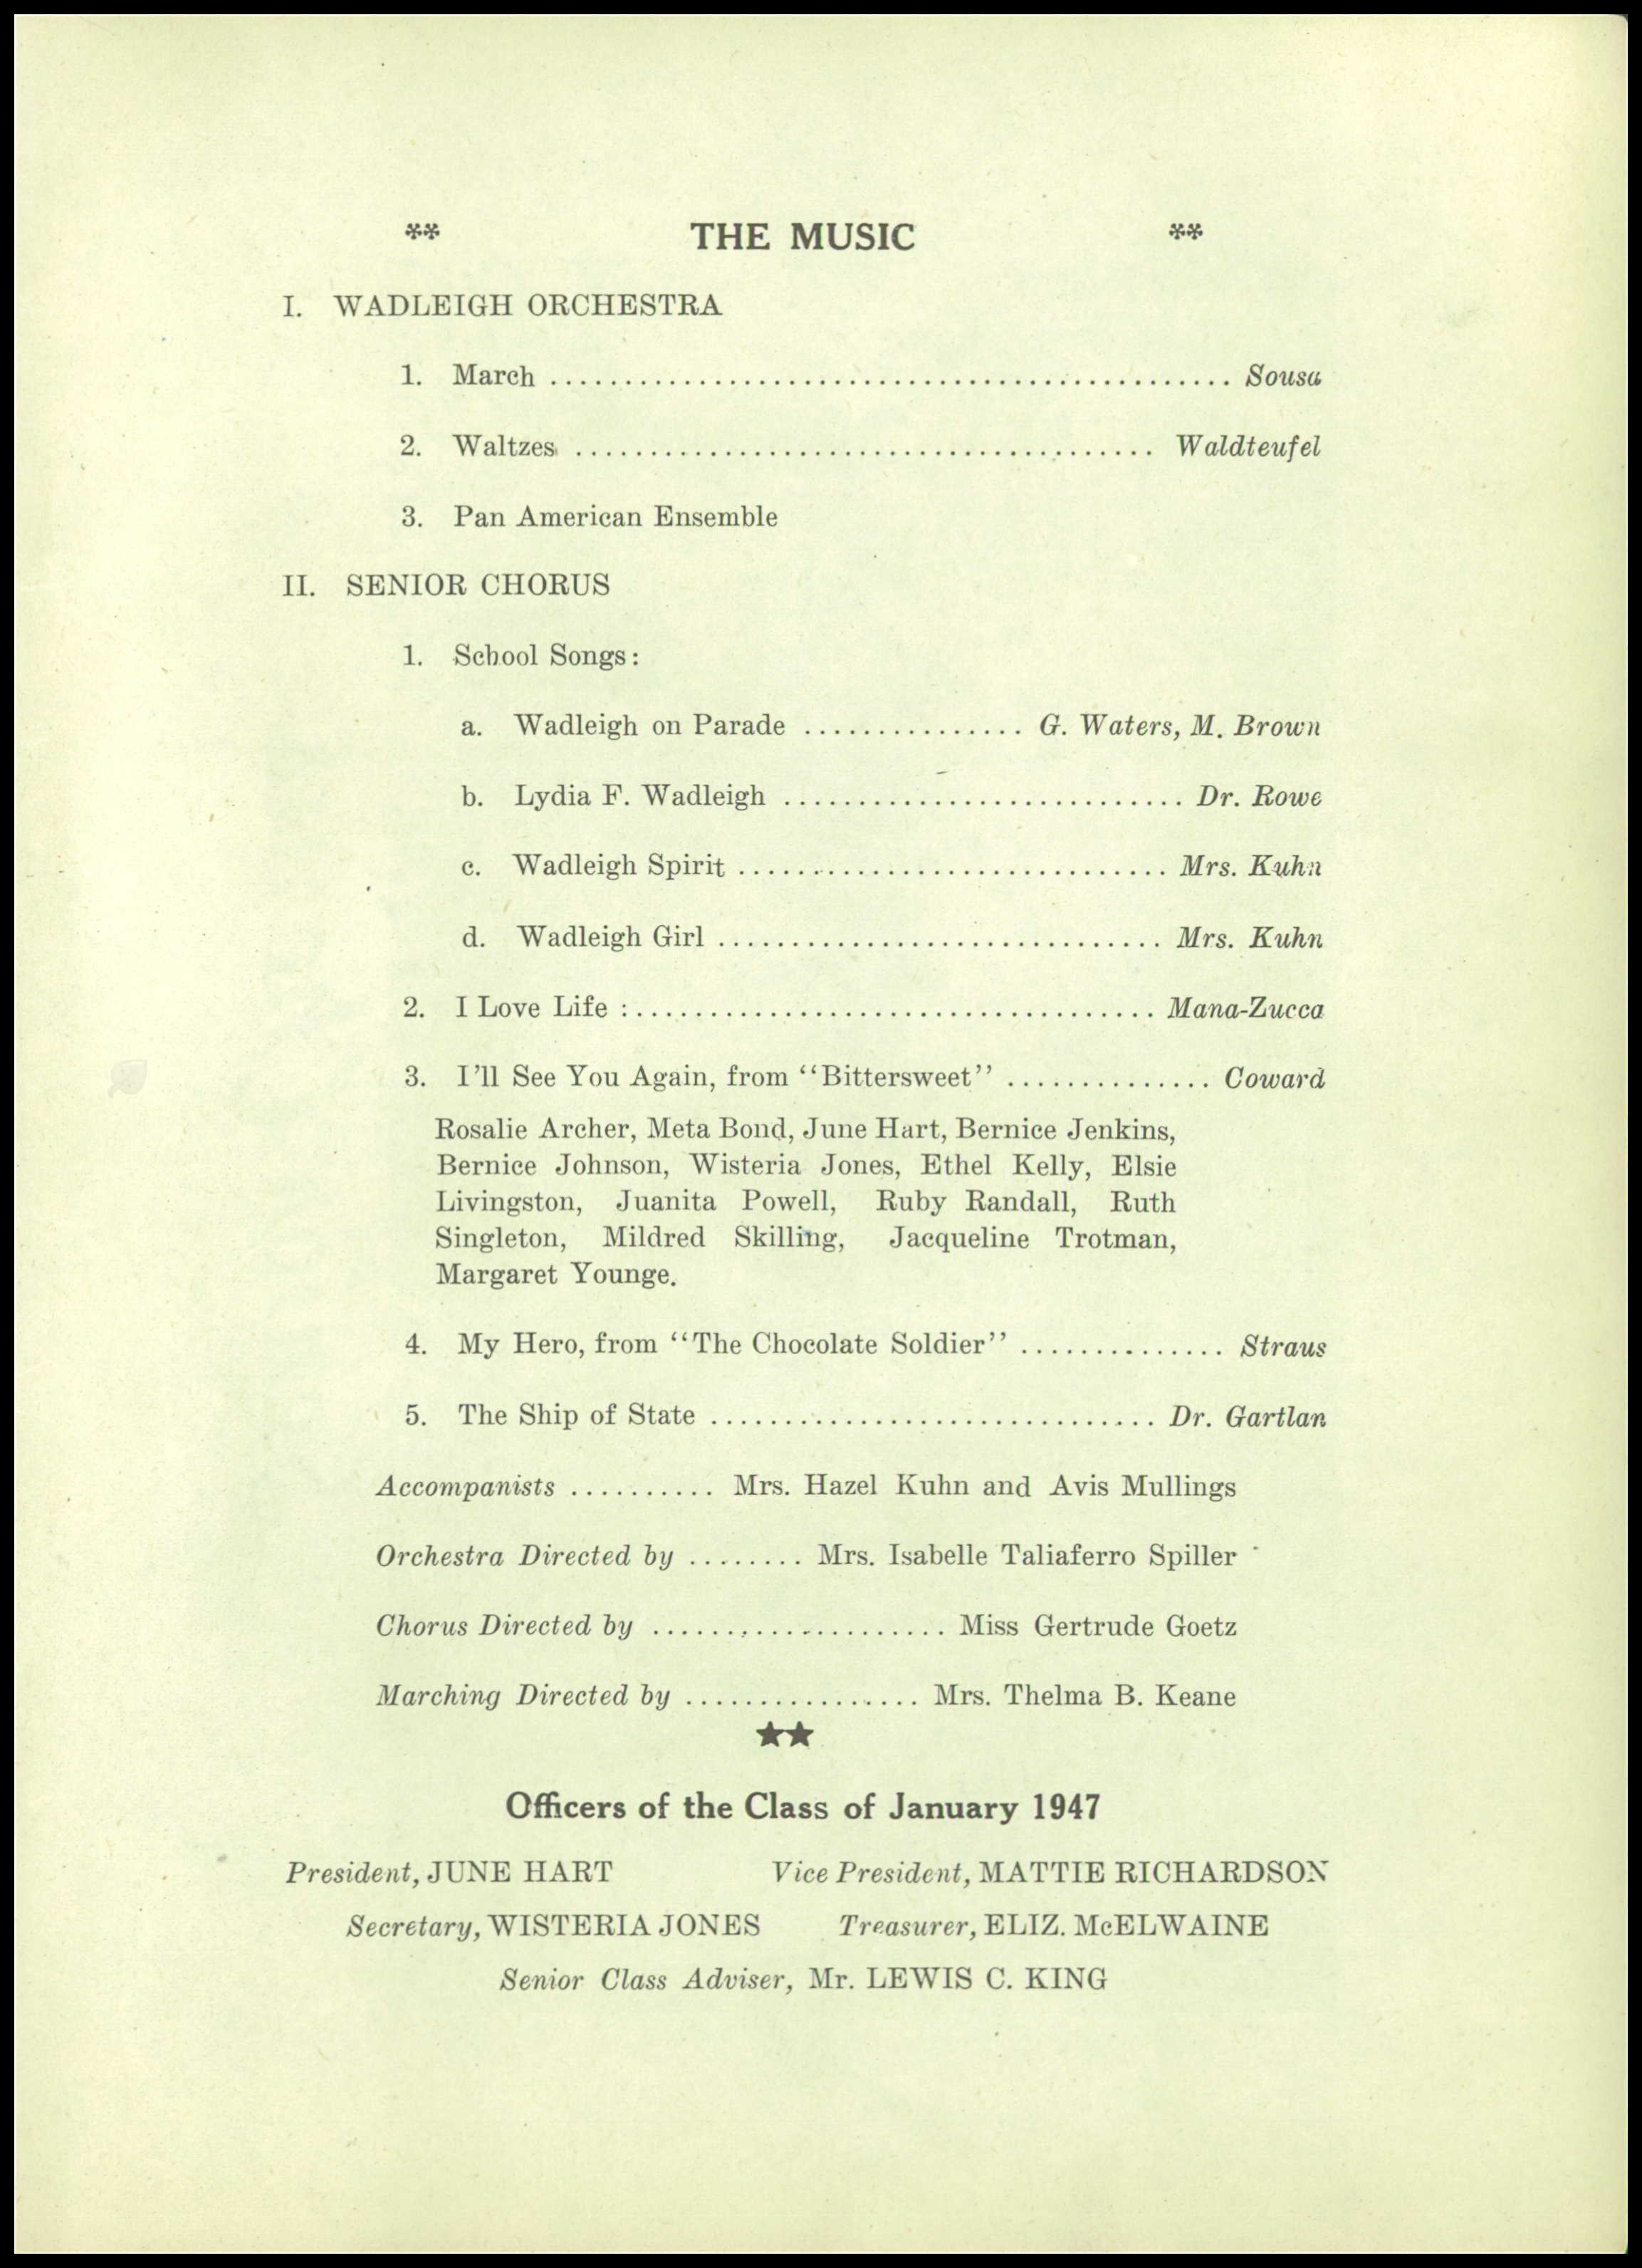 ** THE MUSIC **
I. WADLEIGH ORCHESTRA
1. March .............................................. Sousa
2. Waltzes ........................................ Waldteufel
3. Pan American Ensemble
II. SENIOR CHORUS
1. School Songs:
a. Wadleigh on Parade ............... G. Waters, M. Brown
b. Lydia F. Wadleigh ........................... Dr. Rowe
c. Wadleigh Spirit ............................. Mrs. Kuhn
d. Wadleigh Girl .............................. Mrs. Kuhn
2. I Love Life :.................................... Mana-Zucca
3. I'll See You Again, from ‘‘Bittersweet’’ .............. Coward
Rosalie Archer, Meta Bond, June Hart, Bernice Jenkins,
Bernice Johnson, Wisteria Jones, Ethel Kelly, Elsie
Livingston, Juanita Powell, Ruby Randall, Ruth
Singleton, Mildred Skilling, Jacqueline Trotman,
Margaret Younge.
4. My Hero, from ‘‘The Chocolate Soldier’’ .............. Straus
5. The Ship of State .............................. Dr. Gartlan
Accompanists .......... Mrs. Hazel Kuhn and Avis Mullings
Orchestra Directed by ........ Mrs. Isabelle Taliaferro Spiller
Chorus Directed by .................... Miss Gertrude Goetz
Marching Directed by ................ Mrs. Thelma B. Keane
★★
Officers of the Class of January 1947
President, JUNE HART Vice President, MATTIE RICHARDSON
Secretary, WISTERIA JONES Treasurer, ELIZ. McELWAINE
Senior Class Adviser, Mr. LEWIS C. KING